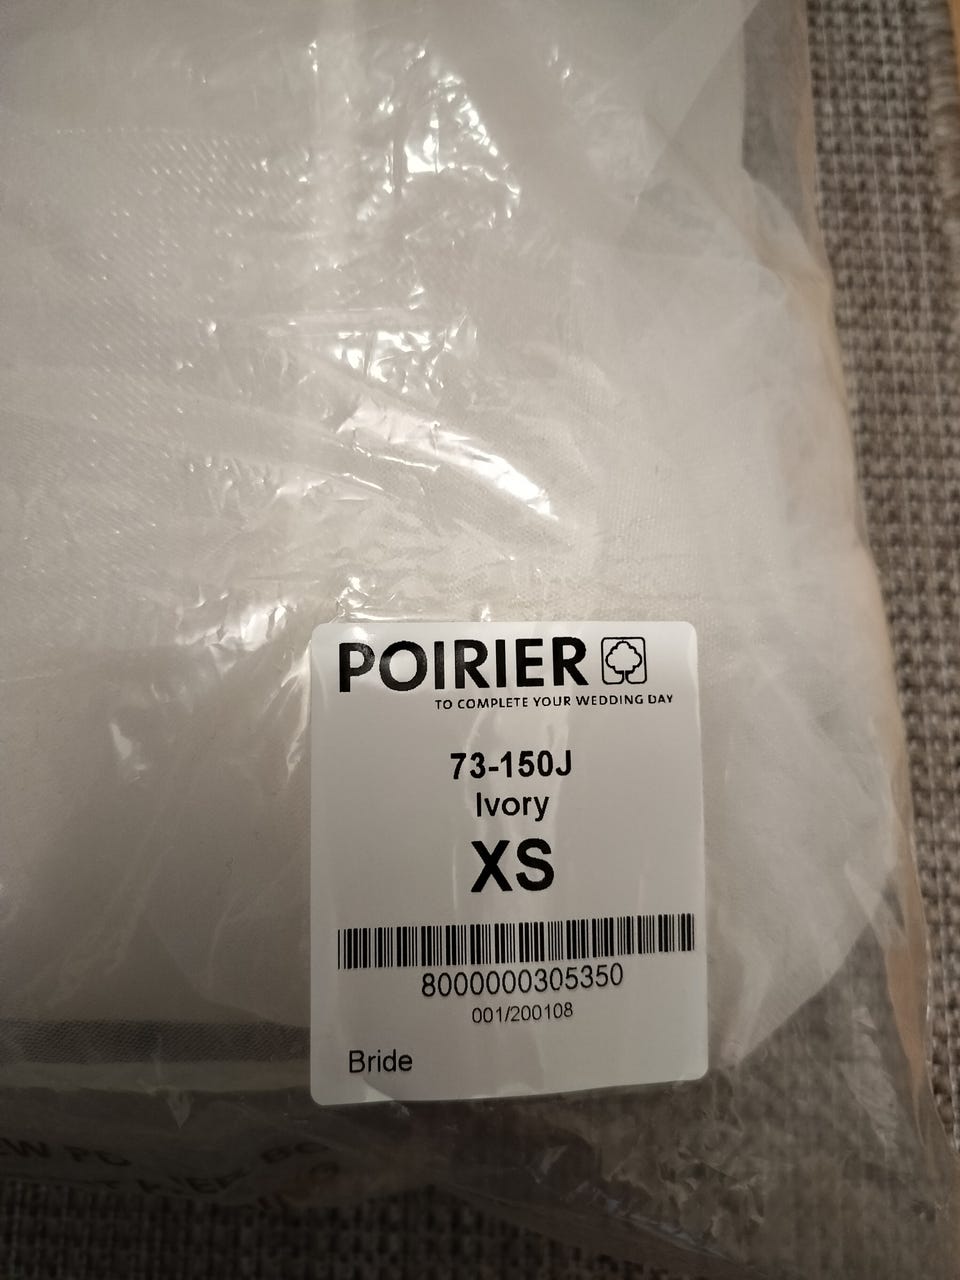 POIRIER
TO COMPLETE YOUR WEDDING DAY
73-150J
Ivory
XS
8000000305350
001/200108
Bride